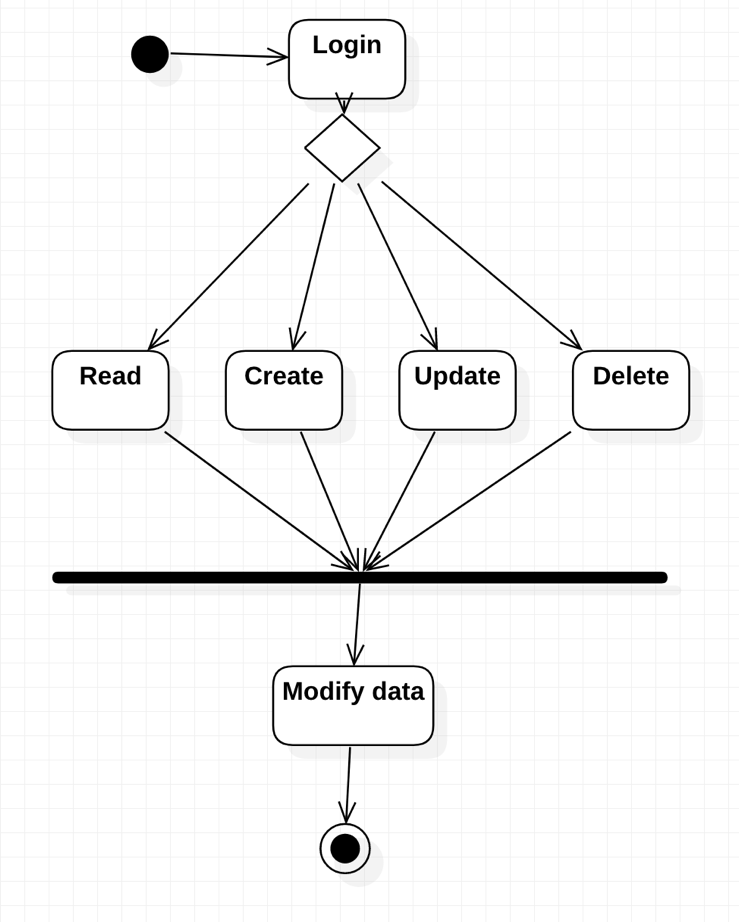 Login
Read
Create
Update
Delete
Modify data